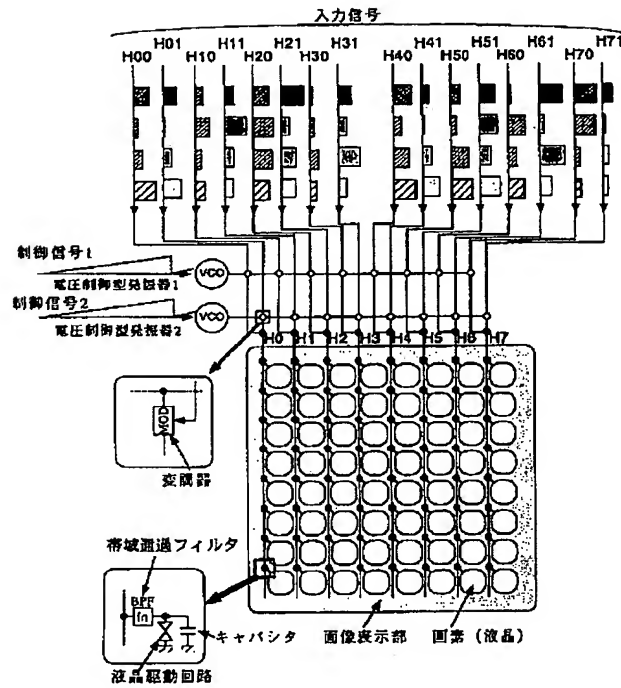 入力信号
H00 H01 H10 H11 H20 H21 H30 H31 H40 H41 H50 H51 H60 H61 H70 H71
制御信号1
VCO
電圧制御型発振器1
制御信号2
VCO
電圧制御型発振器2
H0 H1 H2 H3 H4 H5 H6 H7
MOD
変調器
帯域通過フィルタ
BPF
fn
キャパシタ
液晶駆動回路
画像表示部
画素（液晶）